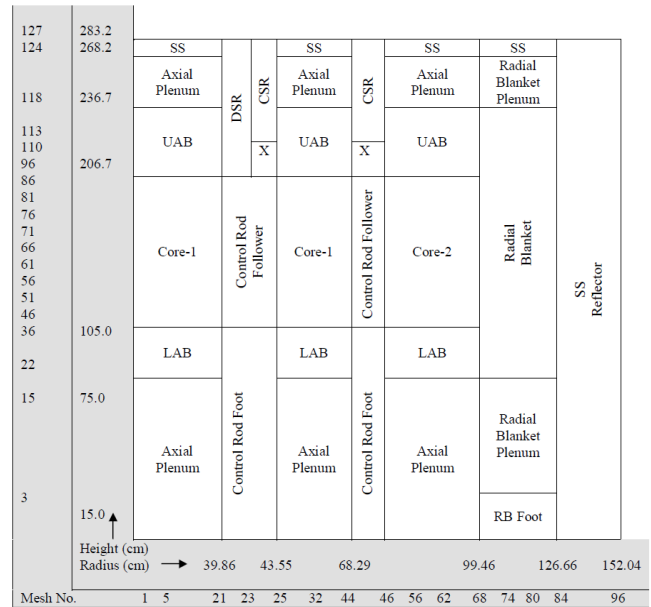 127 283.2
124 268.2
SS SS SS SS
Axial Plenum
DSR
CSR
Axial Plenum
CSR
Axial Plenum
Radial Blanket Plenum
118 236.7
113
110
UAB X UAB X UAB
96 206.7
86
81
76
71
66
61
56
51
46
Core-1
Control Rod Follower
Core-1
Control Rod Follower
Core-2
Radial Blanket
SS Reflector
36 105.0
LAB LAB LAB
22
15 75.0
Axial Plenum
Control Rod Foot
Axial Plenum
Control Rod Foot
Axial Plenum
Radial Blanket Plenum
3
15.0
RB Foot
Height (cm)
Radius (cm) 39.86 43.55 68.29 99.46 126.66 152.04
Mesh No. 1 5 21 23 25 32 44 46 56 62 68 74 80 84 96